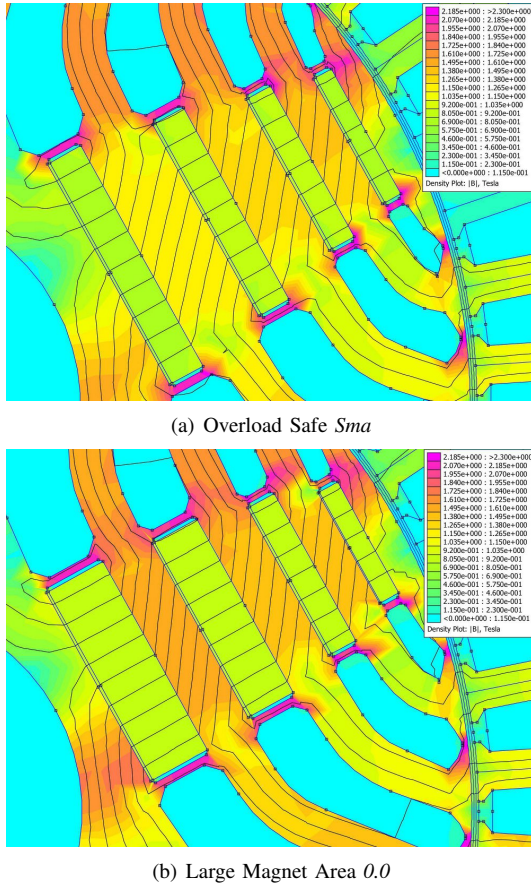 2.185e+000 : >2.300e+000
2.070e+000 : 2.185e+000
1.955e+000 : 2.070e+000
1.840e+000 : 1.955e+000
1.725e+000 : 1.840e+000
1.610e+000 : 1.725e+000
1.495e+000 : 1.610e+000
1.380e+000 : 1.495e+000
1.265e+000 : 1.380e+000
1.150e+000 : 1.265e+000
1.035e+000 : 1.150e+000
9.200e-001 : 1.035e+000
8.050e-001 : 9.200e-001
6.900e-001 : 8.050e-001
5.750e-001 : 6.900e-001
4.600e-001 : 5.750e-001
3.450e-001 : 4.600e-001
2.300e-001 : 3.450e-001
1.150e-001 : 2.300e-001
<0.000e+000 : 1.150e-001
Density Plot: |B|, Tesla
(a) Overload Safe Sma
2.185e+000 : >2.300e+000
2.070e+000 : 2.185e+000
1.955e+000 : 2.070e+000
1.840e+000 : 1.955e+000
1.725e+000 : 1.840e+000
1.610e+000 : 1.725e+000
1.495e+000 : 1.610e+000
1.380e+000 : 1.495e+000
1.265e+000 : 1.380e+000
1.150e+000 : 1.265e+000
1.035e+000 : 1.150e+000
9.200e-001 : 1.035e+000
8.050e-001 : 9.200e-001
6.900e-001 : 8.050e-001
5.750e-001 : 6.900e-001
4.600e-001 : 5.750e-001
3.450e-001 : 4.600e-001
2.300e-001 : 3.450e-001
1.150e-001 : 2.300e-001
<0.000e+000 : 1.150e-001
Density Plot: |B|, Tesla
(b) Large Magnet Area 0.0